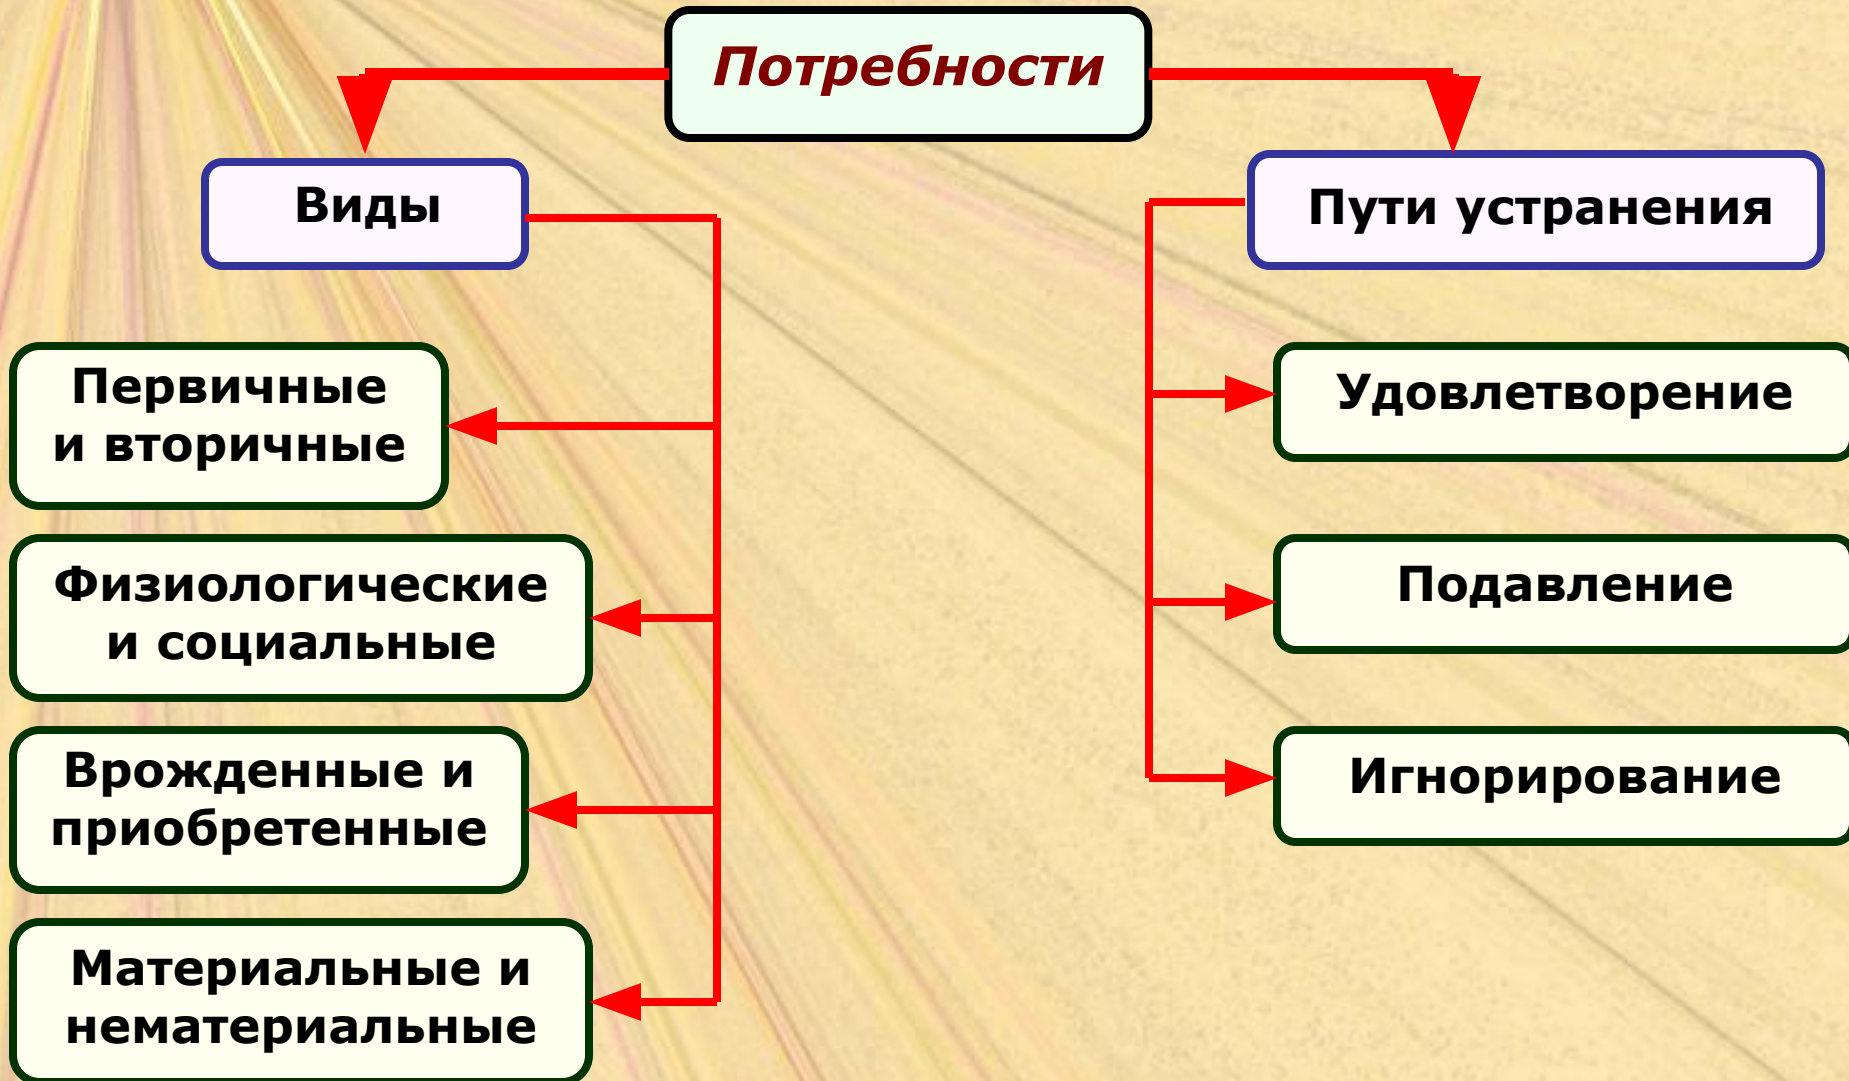 Потребности
Виды
Первичные
и вторичные
Физиологические
и социальные
Врожденные и
приобретенные
Материальные и
нематериальные
Пути устранения
Удовлетворение
Подавление
Игнорирование